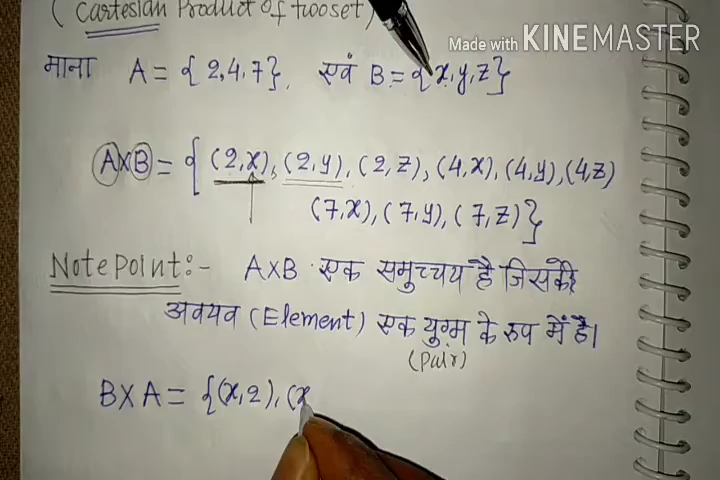 ( Cartesian Product of twoset )
Made with KINEMASTER
माना A = { 2,4,7}, एवं B = { x, y, z}
A×B = { (2,x), (2,y), (2,z), (4,x), (4,y), (4,z)
(7,x), (7,y), (7,z)}
Note Point:- A×B एक समुच्चय है जिसके
अवयव (Element) एक युग्म के रुप में है।
(Pair)
B×A = {(x,2), (x